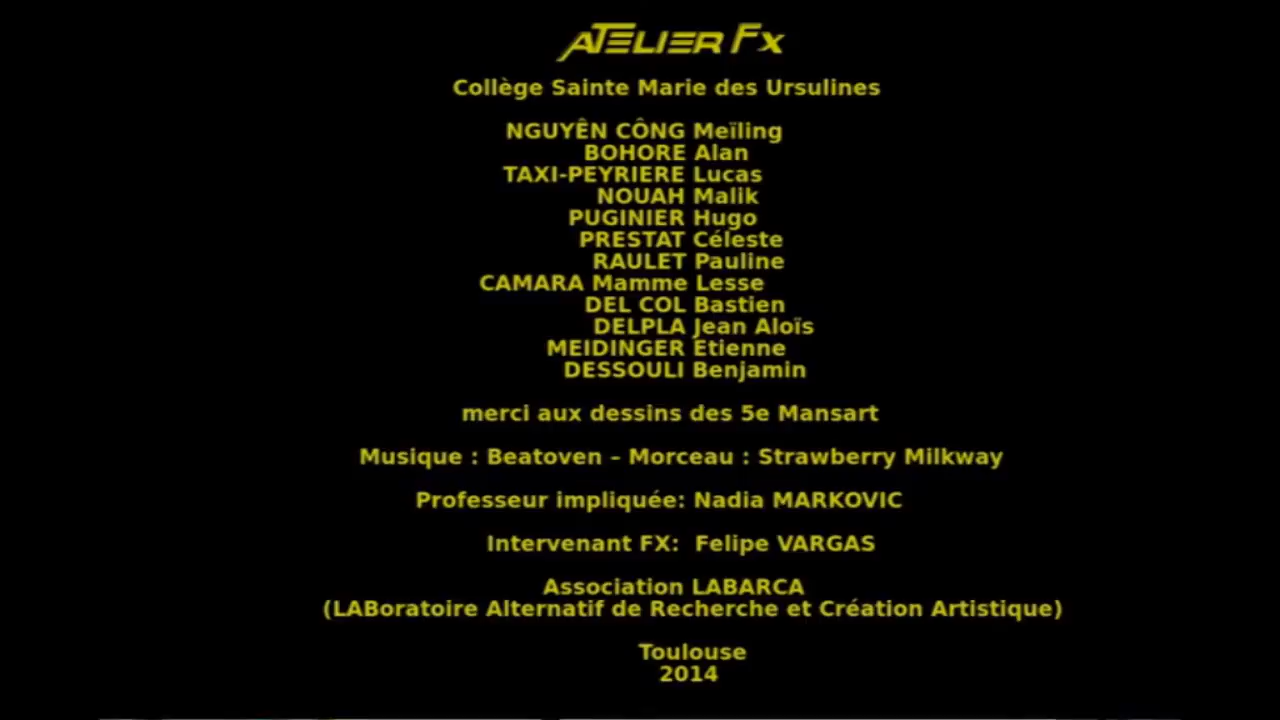 ATELIER FX
Collège Sainte Marie des Ursulines
NGUYÊN CÔNG Meïling
BOHORE Alan
TAXI-PEYRIERE Lucas
NOUAH Malik
PUGINIER Hugo
PRESTAT Céleste
RAULET Pauline
CAMARA Mamme Lesse
DEL COL Bastien
DELPLA Jean Aloïs
MEIDINGER Etienne
DESSOULI Benjamin
merci aux dessins des 5e Mansart
Musique : Beatoven – Morceau : Strawberry Milkway
Professeur impliquée: Nadia MARKOVIC
Intervenant FX: Felipe VARGAS
Association LABARCA
(LABoratoire Alternatif de Recherche et Création Artistique)
Toulouse
2014